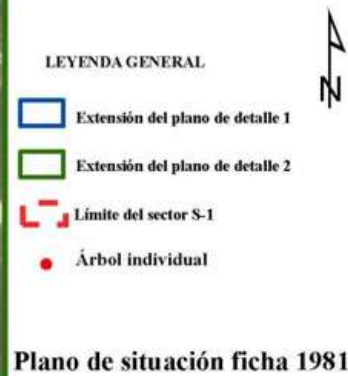 LEYENDA GENERAL
N
Extensión del plano de detalle 1
Extensión del plano de detalle 2
Límite del sector S-1
Árbol individual
Plano de situación ficha 1981